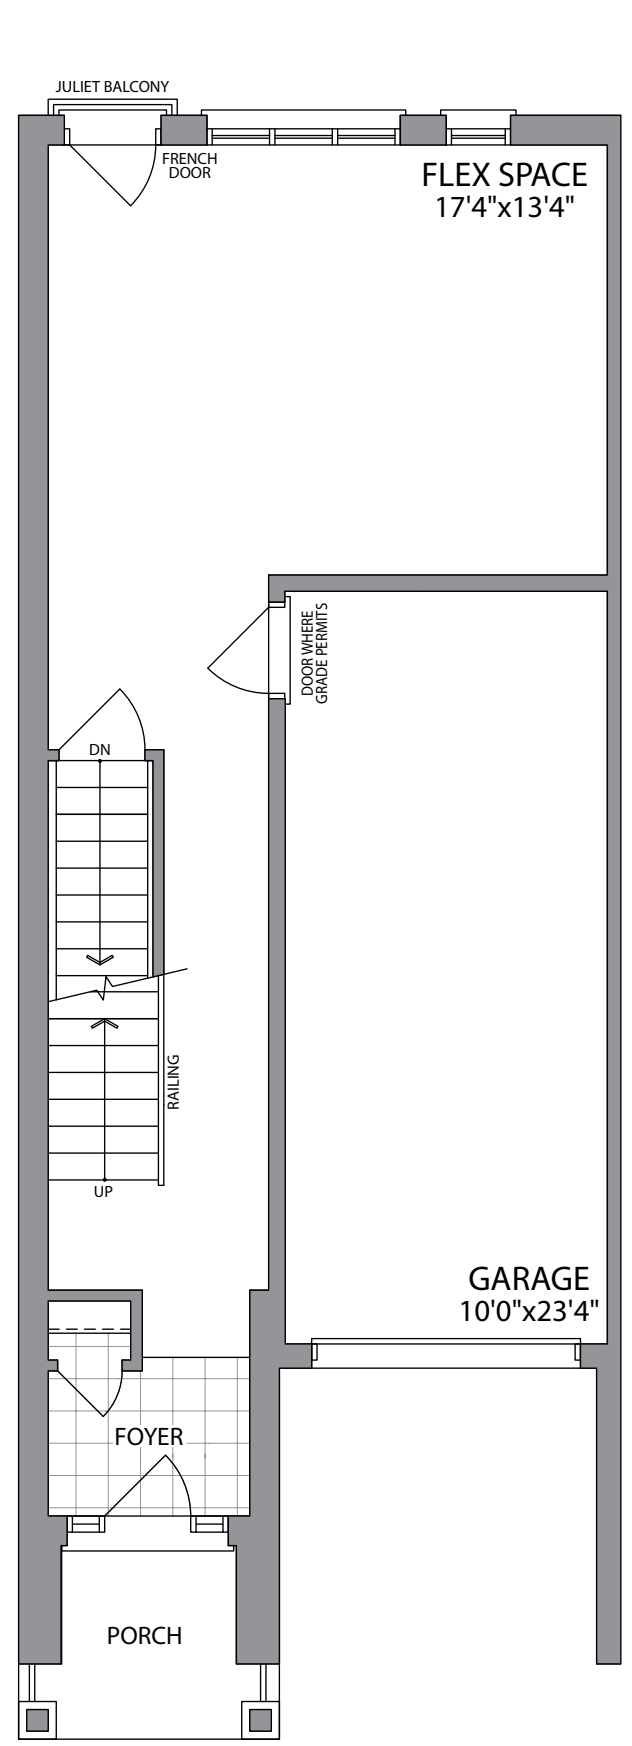 JULIET BALCONY
FRENCH
DOOR
FLEX SPACE
17'4"x13'4"
DOOR WHERE
GRADE PERMITS
DN
RAILING
UP
GARAGE
10'0"x23'4"
FOYER
PORCH